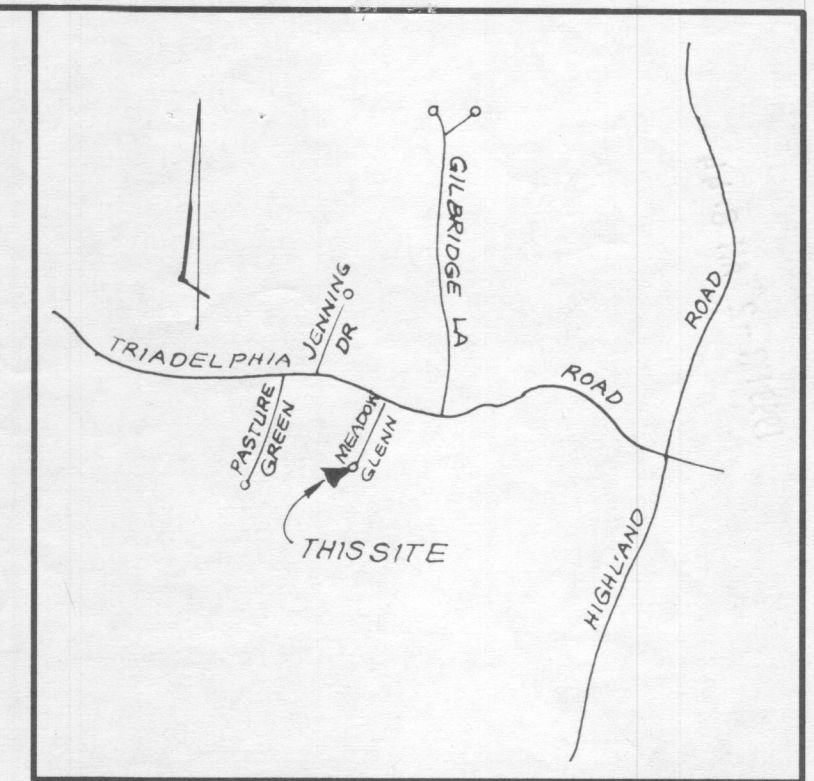 GILBRIDGE LA
JENNING
DR
TRIADELPHIA
ROAD
ROAD
PASTURE
GREEN
MEADOW
GLENN
THIS SITE
HIGHLAND